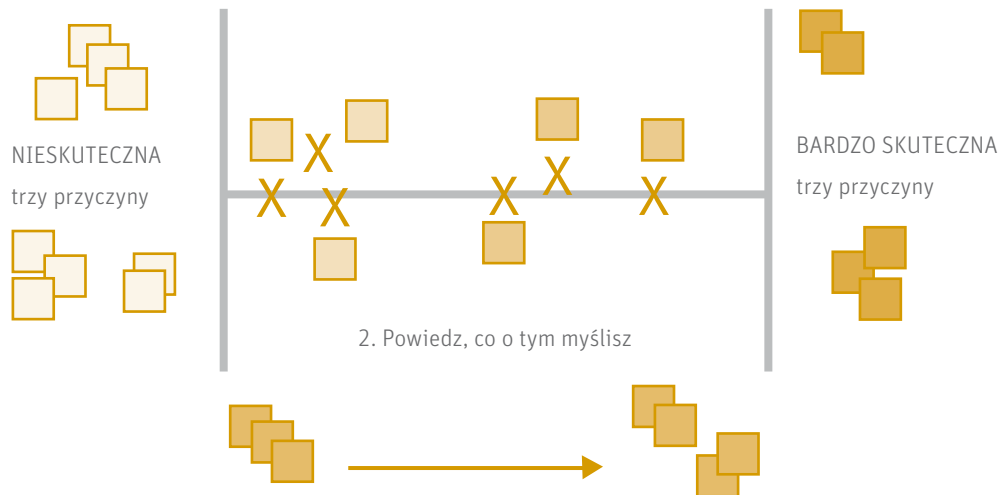 NIESKUTECZNA
trzy przyczyny
X
X
X
X
X
X
BARDZO SKUTECZNA
trzy przyczyny
2. Powiedz, co o tym myślisz